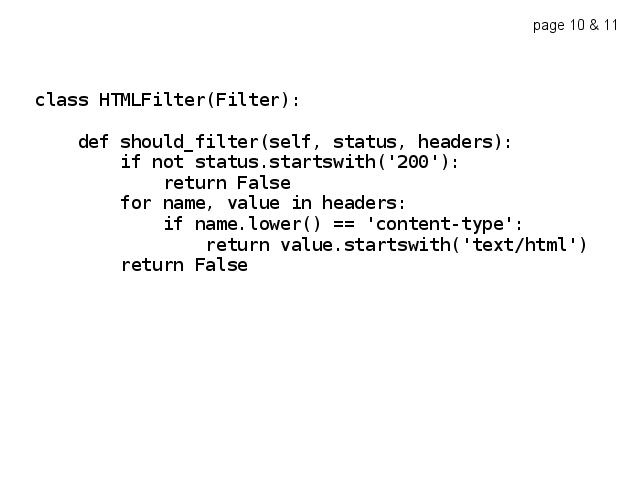 page 10 & 11
class HTMLFilter(Filter):
    def should_filter(self, status, headers):
        if not status.startswith('200'):
            return False
        for name, value in headers:
            if name.lower() == 'content-type':
                return value.startswith('text/html')
        return False